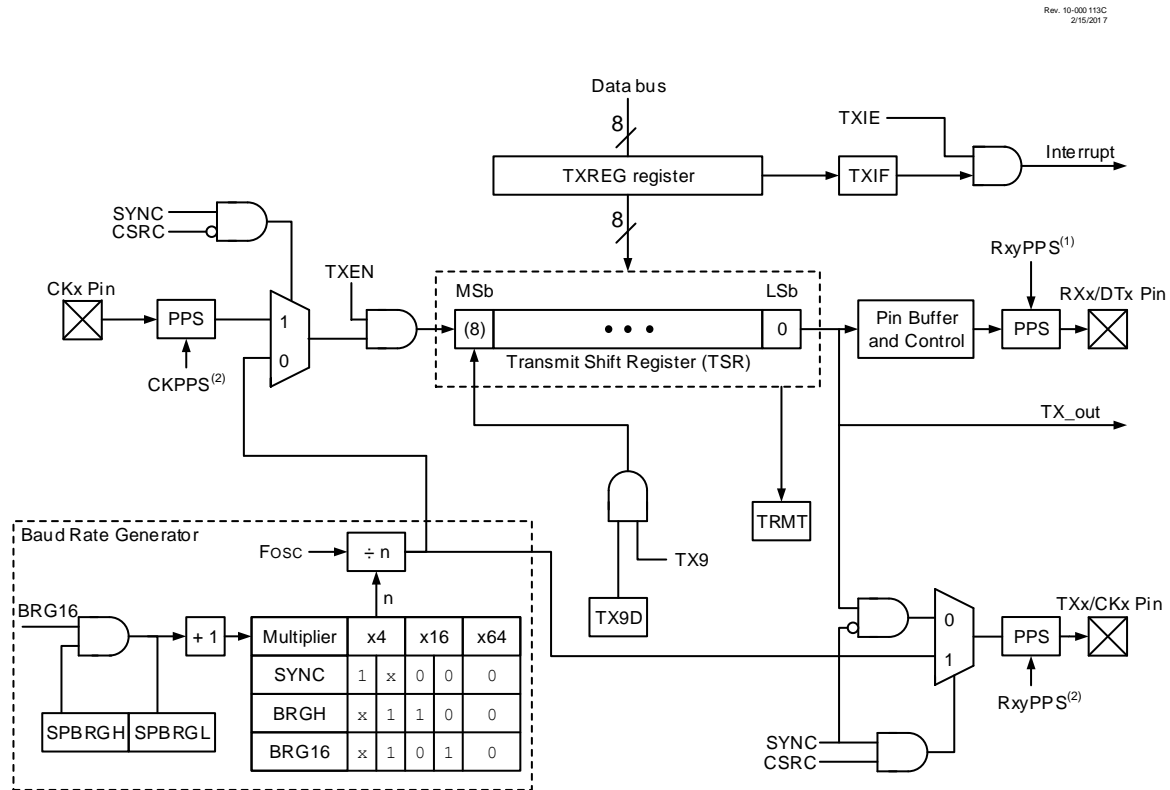 Rev. 10-000 113C
2/15/201 7
Data bus
8
TXIE
Interrupt
TXREG register
TXIF
SYNC
CSRC
8
RxyPPS(1)
CKx Pin
TXEN
MSb
LSb
RXx/DTx Pin
PPS
1
(8)
• • •
0
Pin Buffer
and Control
PPS
0
Transmit Shift Register (TSR)
CKPPS(2)
TX_out
TRMT
Baud Rate Generator
Fosc
÷ n
TX9
n
TX9D
BRG16
TXx/CKx Pin
+ 1
Multiplier x4 x16 x64
0
PPS
SYNC 1 x 0 0 0
1
BRGH x 1 1 0 0
RxyPPS(2)
SPBRGH SPBRGL
BRG16 x 1 0 1 0
SYNC
CSRC